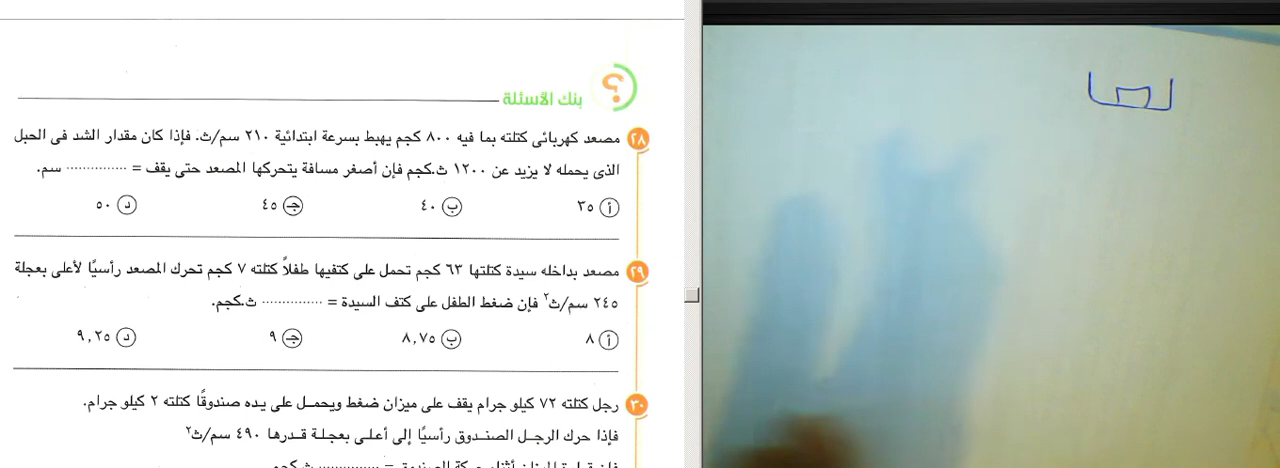 ؟
بنك الأسئلة
٢٨ مصعد كهربائى كتلته بما فيه ٨٠٠ كجم يهبط بسرعة ابتدائية ٢١٠ سم/ث. فإذا كان مقدار الشد فى الحبل
الذى يحمله لا يزيد عن ١٢٠٠ ث.كجم فإن أصغر مسافة يتحركها المصعد حتى يقف = ............... سم.
أ ٣٥ ب ٤٠ جـ ٤٥ د ٥٠
٢٩ مصعد بداخله سيدة كتلتها ٦٣ كجم تحمل على كتفيها طفلاً كتلته ٧ كجم تحرك المصعد رأسيًا لأعلى بعجلة
٢٤٥ سم/ث٢ فإن ضغط الطفل على كتف السيدة = ............... ث.كجم.
أ ٨ ب ٨,٧٥ جـ ٩ د ٩,٢٥
٣٠ رجل كتلته ٧٢ كيلو جرام يقف على ميزان ضغط ويحمل على يده صندوقًا كتلته ٢ كيلو جرام.
فإذا حرك الرجل الصندوق رأسيًا إلى أعلى بعجلة قدرها ٤٩٠ سم/ث٢